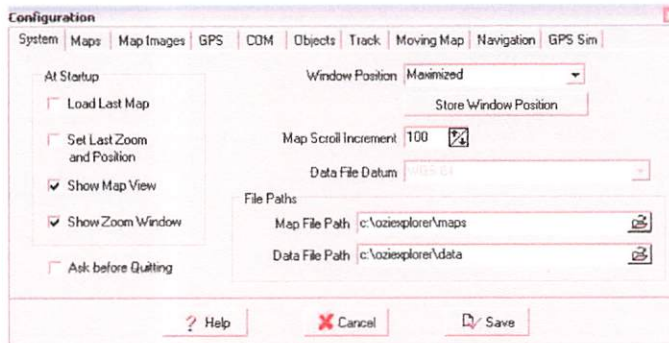 Configuration
System Maps Map Images GPS COM Objects Track Moving Map Navigation GPS Sim
At Startup
Load Last Map
Set Last Zoom
and Position
Show Map View
Show Zoom Window
Ask before Quitting
Window Position Maximized
Store Window Position
Map Scroll Increment 100
Data File Datum WGS 84
File Paths
Map File Path c:\oziexplorer\maps
Data File Path c:\oziexplorer\data
? Help
Cancel
Save